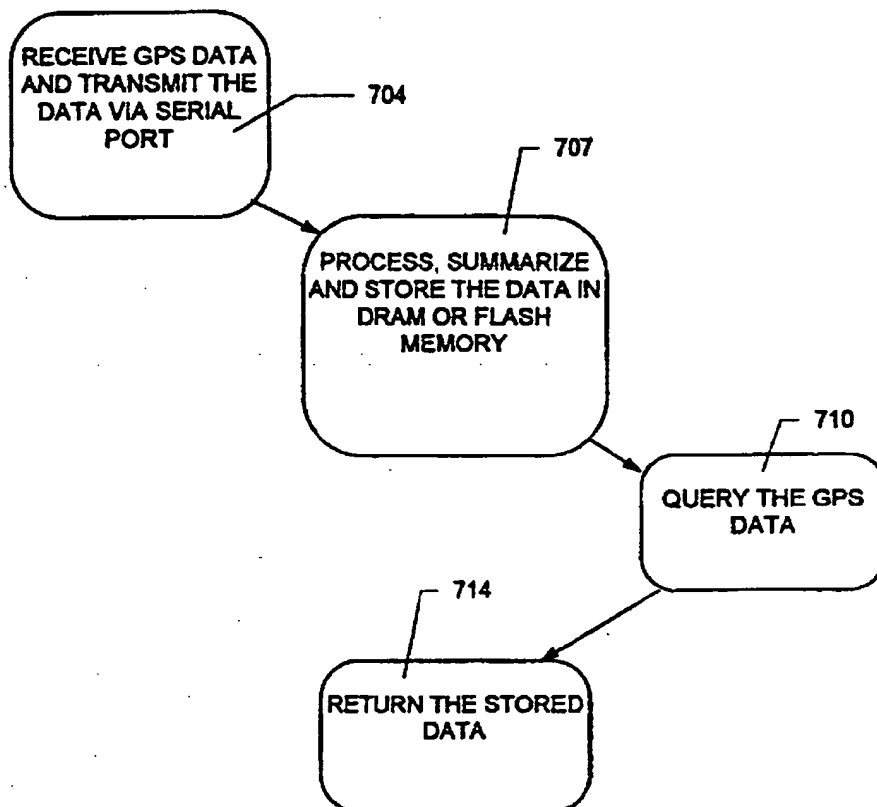 RECEIVE GPS DATA
AND TRANSMIT THE
DATA VIA SERIAL
PORT
704
707
PROCESS, SUMMARIZE
AND STORE THE DATA IN
DRAM OR FLASH
MEMORY
710
QUERY THE GPS
DATA
714
RETURN THE STORED
DATA